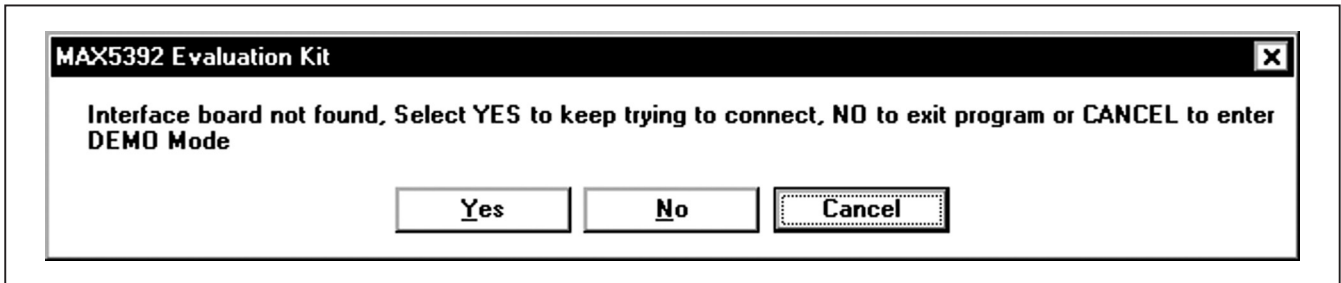 MAX5392 Evaluation Kit
Interface board not found, Select YES to keep trying to connect, NO to exit program or CANCEL to enter
DEMO Mode
Yes No Cancel